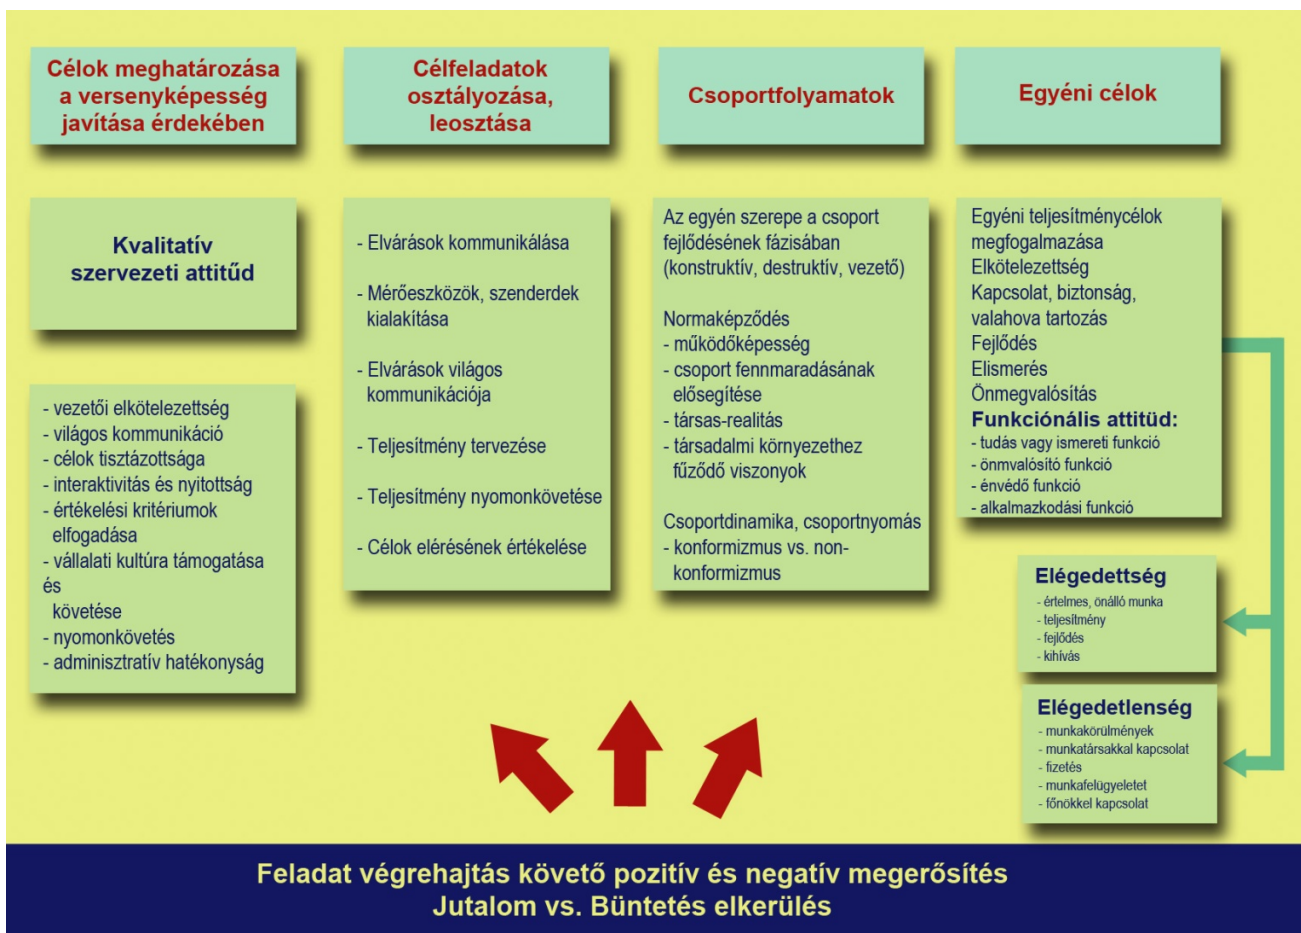 Célok meghatározása
a versenyképesség
javítása érdekében
Kvalitatív
szervezeti attitűd
- vezetői elkötelezettség
- világos kommunikáció
- célok tisztázottsága
- interaktivitás és nyitottság
- értékelési kritériumok
elfogadása
- vállalati kultúra támogatása
és
követése
- nyomonkövetés
- adminisztratív hatékonyság
Célfeladatok
osztályozása,
leosztása
- Elvárások kommunikálása
- Mérőeszközök, szenderdek
kialakítása
- Elvárások világos
kommunikációja
- Teljesítmény tervezése
- Teljesítmény nyomonkövetése
- Célok elérésének értékelése
Csoportfolyamatok
Az egyén szerepe a csoport
fejlődésének fázisában
(konstruktív, destruktív, vezető)
Normaképződés
- működőképesség
- csoport fennmaradásának
elősegítése
- társas-realitás
- társadalmi környezethez
fűződő viszonyok
Csoportdinamika, csoportnyomás
- konformizmus vs. non-
konformizmus
Egyéni célok
Egyéni teljesítménycélok
megfogalmazása
Elkötelezettség
Kapcsolat, biztonság,
valahova tartozás
Fejlődés
Elismerés
Önmegvalósítás
Funkciónális attitüd:
- tudás vagy ismereti funkció
- önmvalósító funkció
- énvédő funkció
- alkalmazkodási funkció
Elégedettség
- értelmes, önálló munka
- teljesítmény
- fejlődés
- kihívás
Elégedetlenség
- munkakörülmények
- munkatársakkal kapcsolat
- fizetés
- munkafelügyeletet
- főnökkel kapcsolat
Feladat végrehajtás követő pozitív és negatív megerősítés
Jutalom vs. Büntetés elkerülés